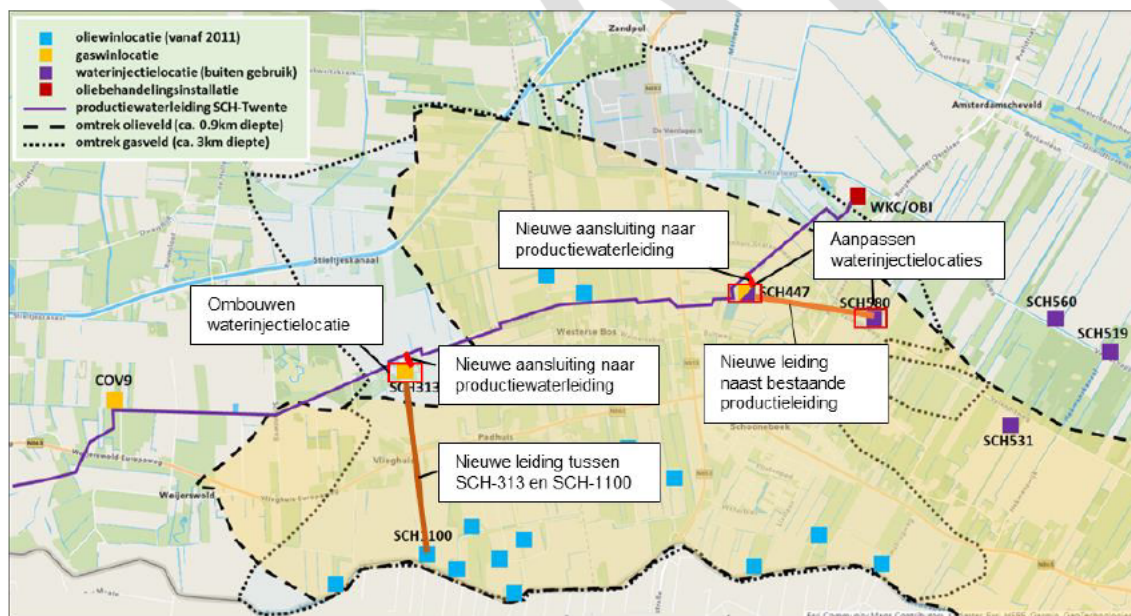 oliewinlocatie (vanaf 2011)
gaswinlocatie
waterinjectielocatie (buiten gebruik)
oliebehandelingsinstallatie
productiewaterleiding SCH-Twente
omtrek olieveld (ca. 0.9km diepte)
omtrek gasveld (ca. 3km diepte)
Zandpol
Amsterdamscheveld
WKC/OBI
Nieuwe aansluiting naar
productiewaterleiding
Aanpassen
waterinjectielocaties
Stieltjeskanaal
SCH447
SCH580
SCH560
SCH519
Ombouwen
waterinjectielocatie
Westerse Bos
Nieuwe aansluiting naar
productiewaterleiding
Nieuwe leiding
naast bestaande
productieleiding
COV9
SCH313
SCH531
Schoonebeek
Padhuis
Vlieghuis
Nieuwe leiding tussen
SCH-313 en SCH-1100
Weijerswold
SCH1100